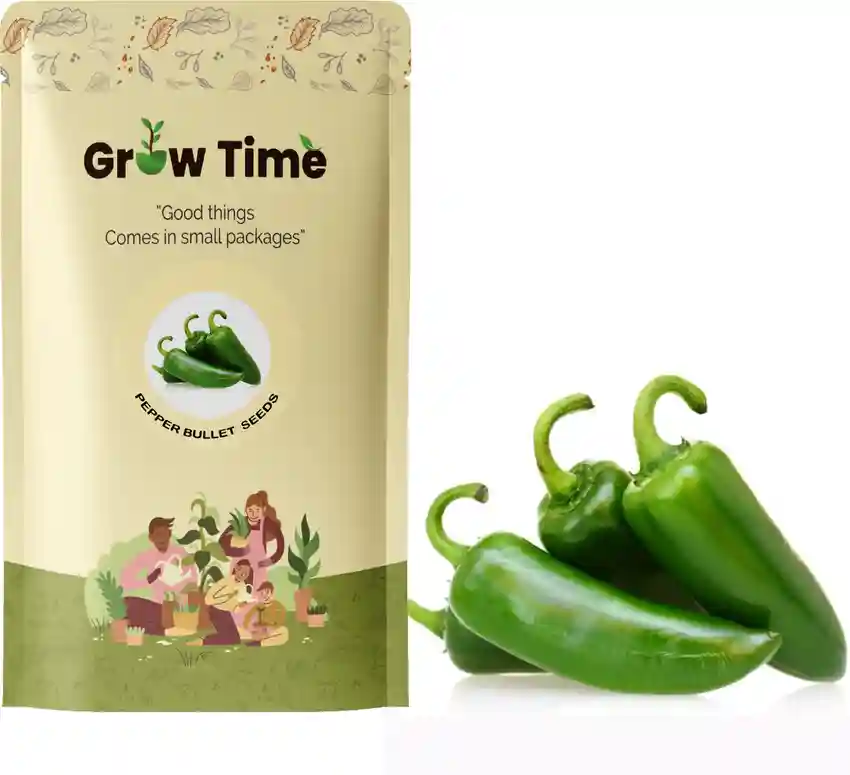 Grow Time
"Good things
Comes in small packages"
PEPPER BULLET SEEDS